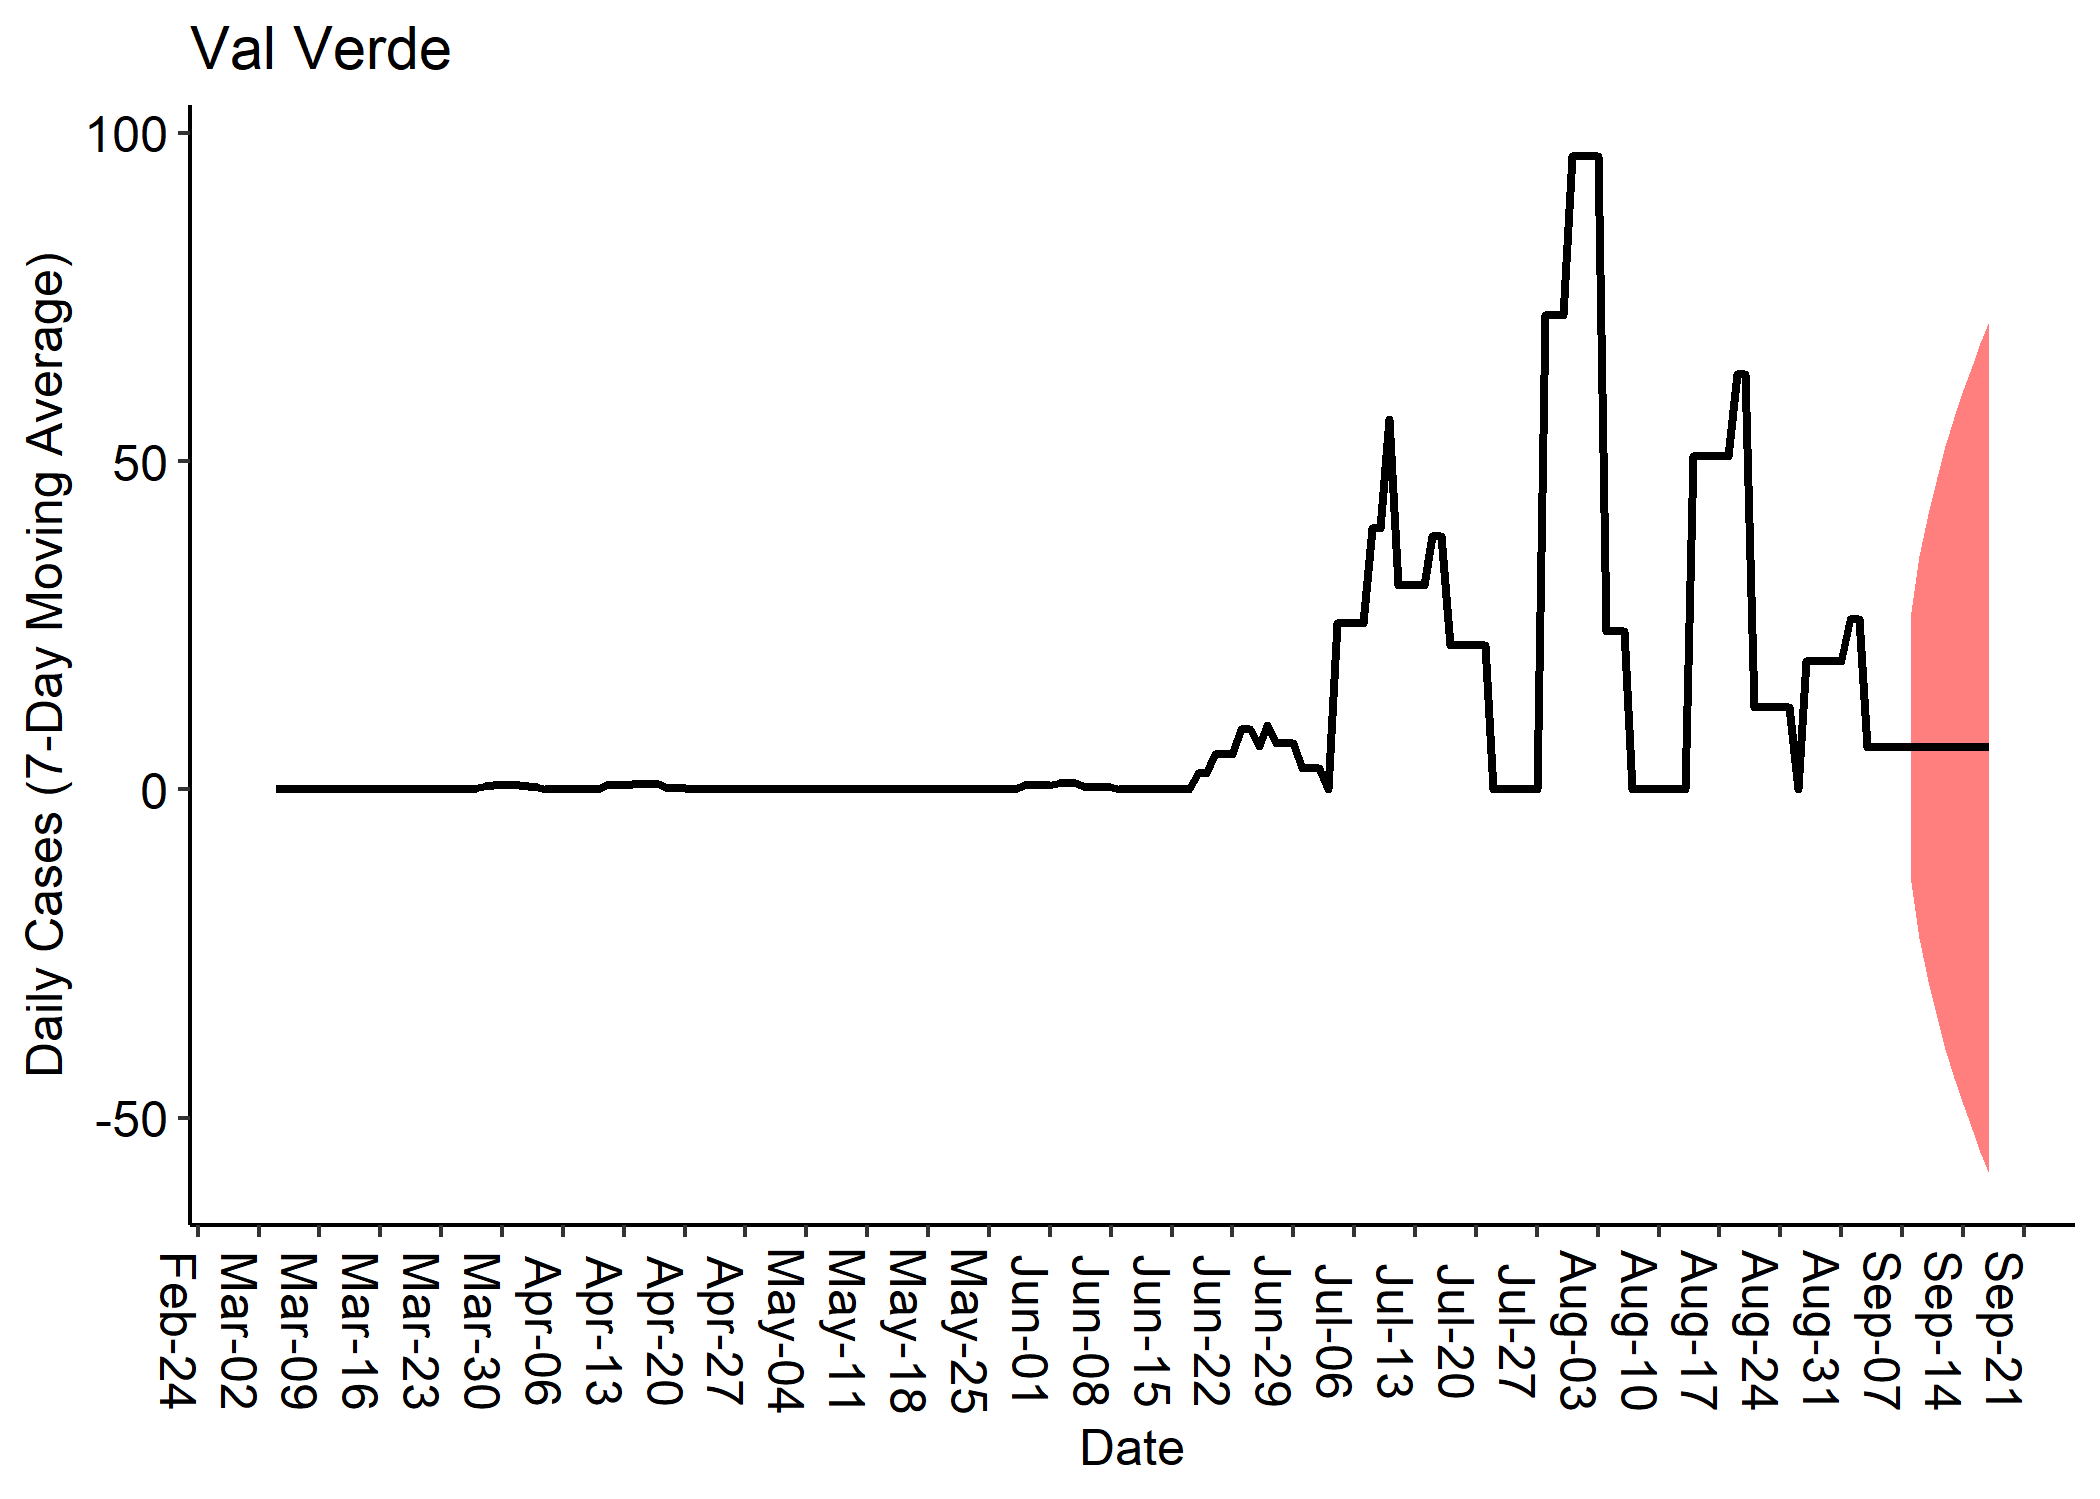 Val Verde
Daily Cases (7-Day Moving Average)
100
50
0
-50
Feb-24
Mar-02
Mar-09
Mar-16
Mar-23
Mar-30
Apr-06
Apr-13
Apr-20
Apr-27
May-04
May-11
May-18
May-25
Jun-01
Jun-08
Jun-15
Jun-22
Jun-29
Jul-06
Jul-13
Jul-20
Jul-27
Aug-03
Aug-10
Aug-17
Aug-24
Aug-31
Sep-07
Sep-14
Sep-21
Date